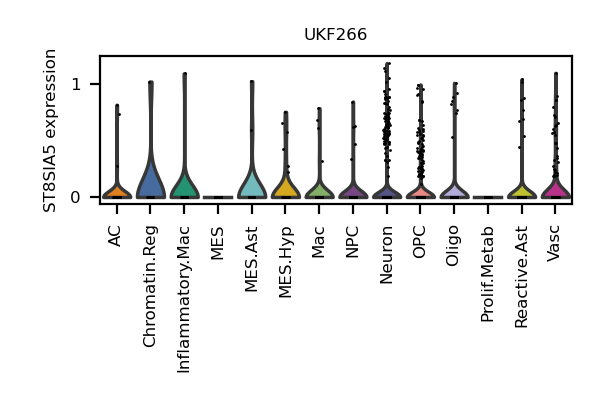 UKF266
ST8SIA5 expression
1
0
AC
Chromatin.Reg
Inflammatory.Mac
MES
MES.Ast
MES.Hyp
Mac
NPC
Neuron
OPC
Oligo
Prolif.Metab
Reactive.Ast
Vasc